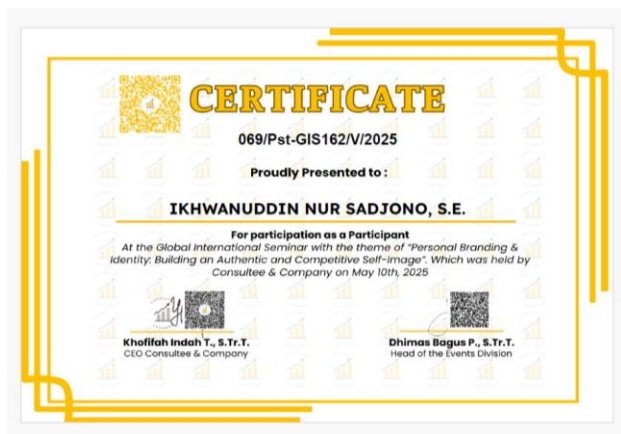 CERTIFICATE
069/Pst-GIS162/V/2025
Proudly Presented to :
IKHWANUDDIN NUR SADJONO, S.E.
For participation as a Participant
At the Global International Seminar with the theme of "Personal Branding &
Identity: Building an Authentic and Competitive Self-Image". Which was held by
Consultee & Company on May 10th, 2025
Khofifah Indah T., S.Tr.T.
CEO Consultee & Company
Dhimas Bagus P., S.Tr.T.
Head of the Events Division